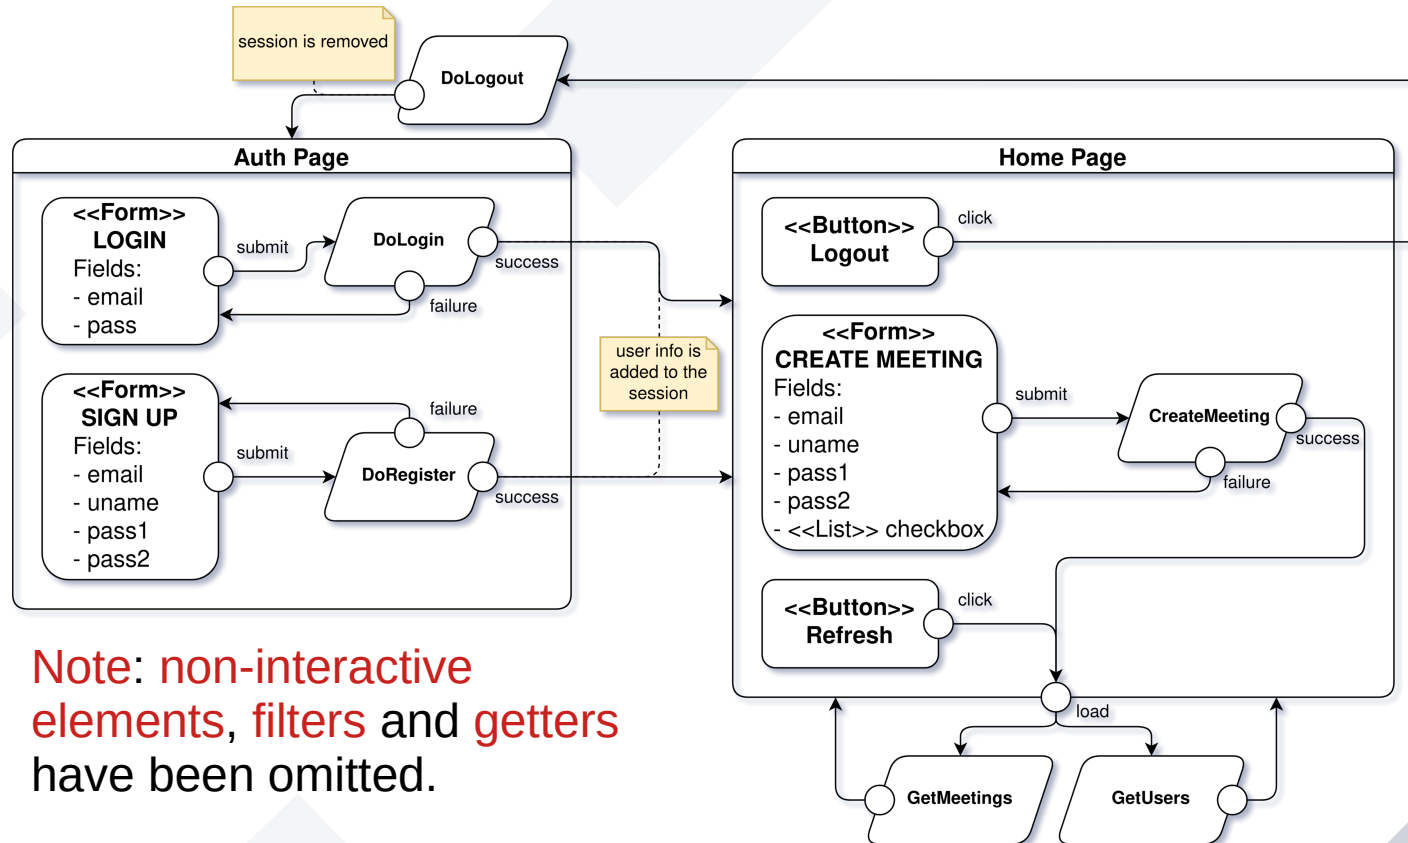 session is removed
DoLogout
Auth Page
<<Form>>
LOGIN
Fields:
- email
- pass
submit
DoLogin
success
failure
<<Form>>
SIGN UP
Fields:
- email
- uname
- pass1
- pass2
submit
failure
DoRegister
success
user info is
added to the
session
Home Page
<<Button>>
Logout
click
<<Form>>
CREATE MEETING
Fields:
- email
- uname
- pass1
- pass2
- <<List>> checkbox
submit
CreateMeeting
success
failure
<<Button>>
Refresh
click
load
GetMeetings
GetUsers
Note: non-interactive
elements, filters and getters
have been omitted.